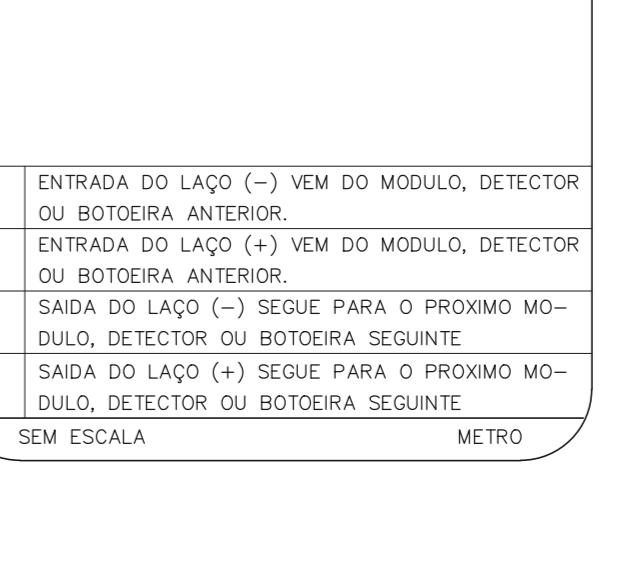 ENTRADA DO LAÇO (−) VEM DO MODULO, DETECTOR
OU BOTOEIRA ANTERIOR.
ENTRADA DO LAÇO (+) VEM DO MODULO, DETECTOR
OU BOTOEIRA ANTERIOR.
SAIDA DO LAÇO (−) SEGUE PARA O PROXIMO MO−
DULO, DETECTOR OU BOTOEIRA SEGUINTE
SAIDA DO LAÇO (+) SEGUE PARA O PROXIMO MO−
DULO, DETECTOR OU BOTOEIRA SEGUINTE
SEM ESCALA METRO